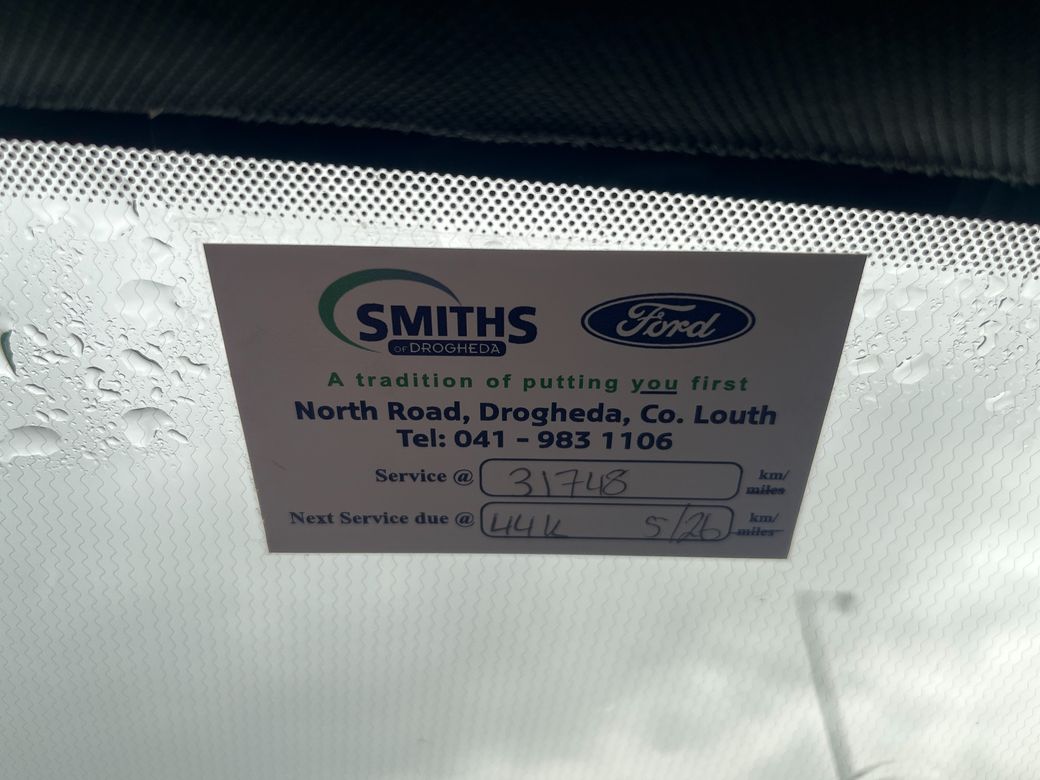 SMITHS
OF DROGHEDA
Ford
A tradition of putting you first
North Road, Drogheda, Co. Louth
Tel: 041 - 983 1106
Service @ 31748 km/
miles
Next Service due @ 44K 5/26 km/
miles